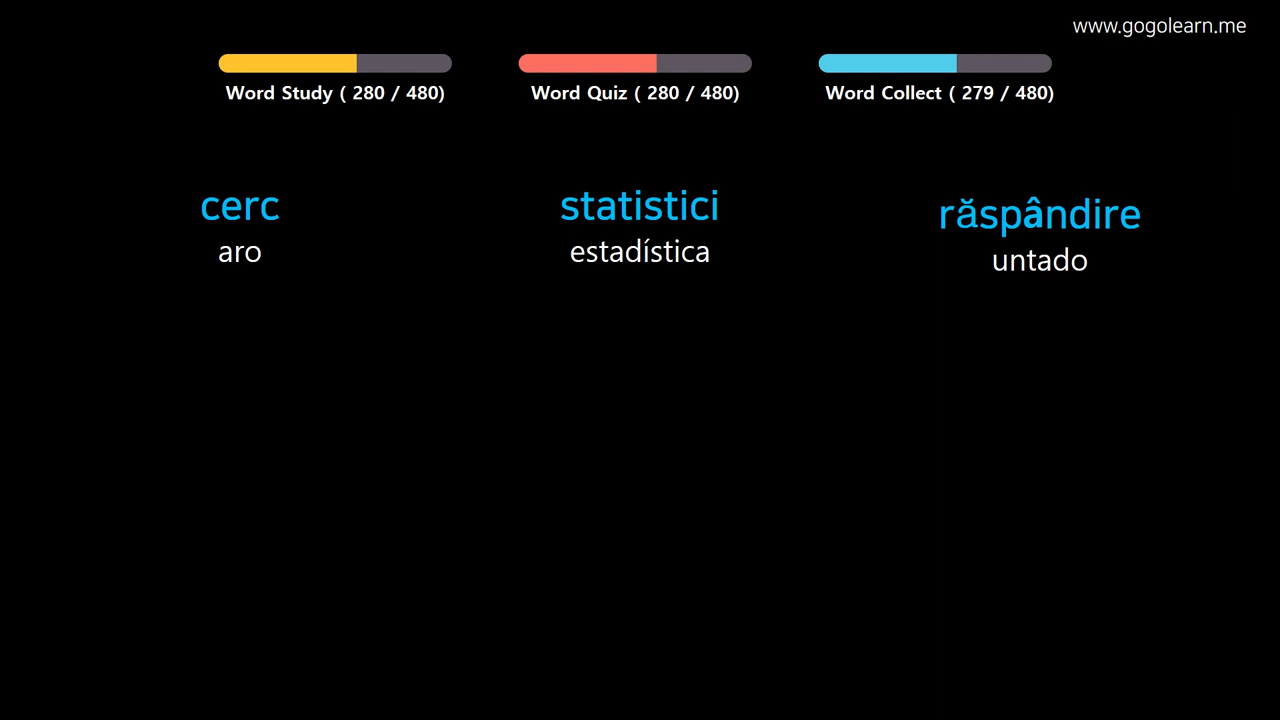 www.gogolearn.me
Word Study ( 280 / 480)
Word Quiz ( 280 / 480)
Word Collect ( 279 / 480)
cerc
aro
statistici
estadística
răspândire
untado